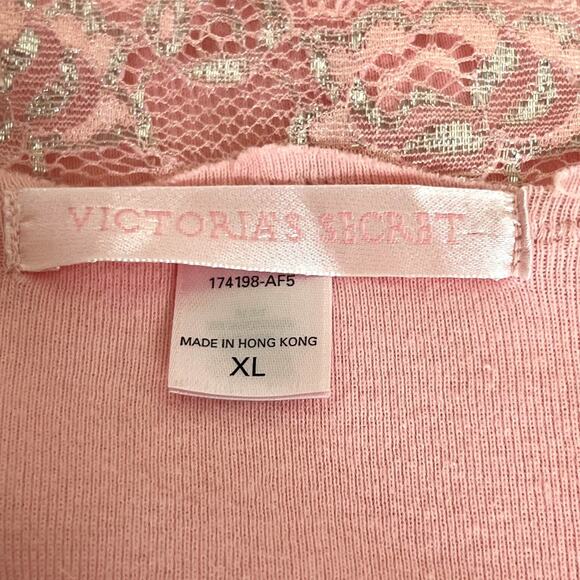 VICTORIA'S SECRET
174198-AF5
MADE IN HONG KONG
XL